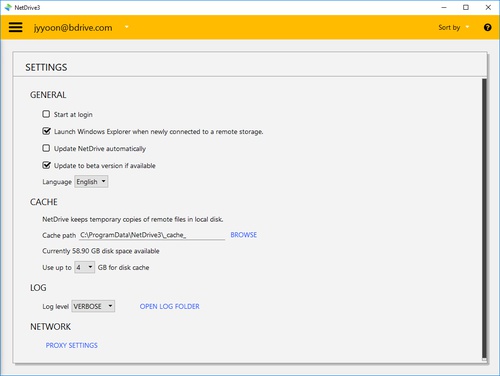 NetDrive3
jyyoon@bdrive.com
Sort by
SETTINGS
GENERAL
Start at login
Launch Windows Explorer when newly connected to a remote storage.
Update NetDrive automatically
Update to beta version if available
Language English
CACHE
NetDrive keeps temporary copies of remote files in local disk.
Cache path C:\ProgramData\NetDrive3\_cache_ BROWSE
Currently 58.90 GB disk space available
Use up to 4 GB for disk cache
LOG
Log level VERBOSE OPEN LOG FOLDER
NETWORK
PROXY SETTINGS